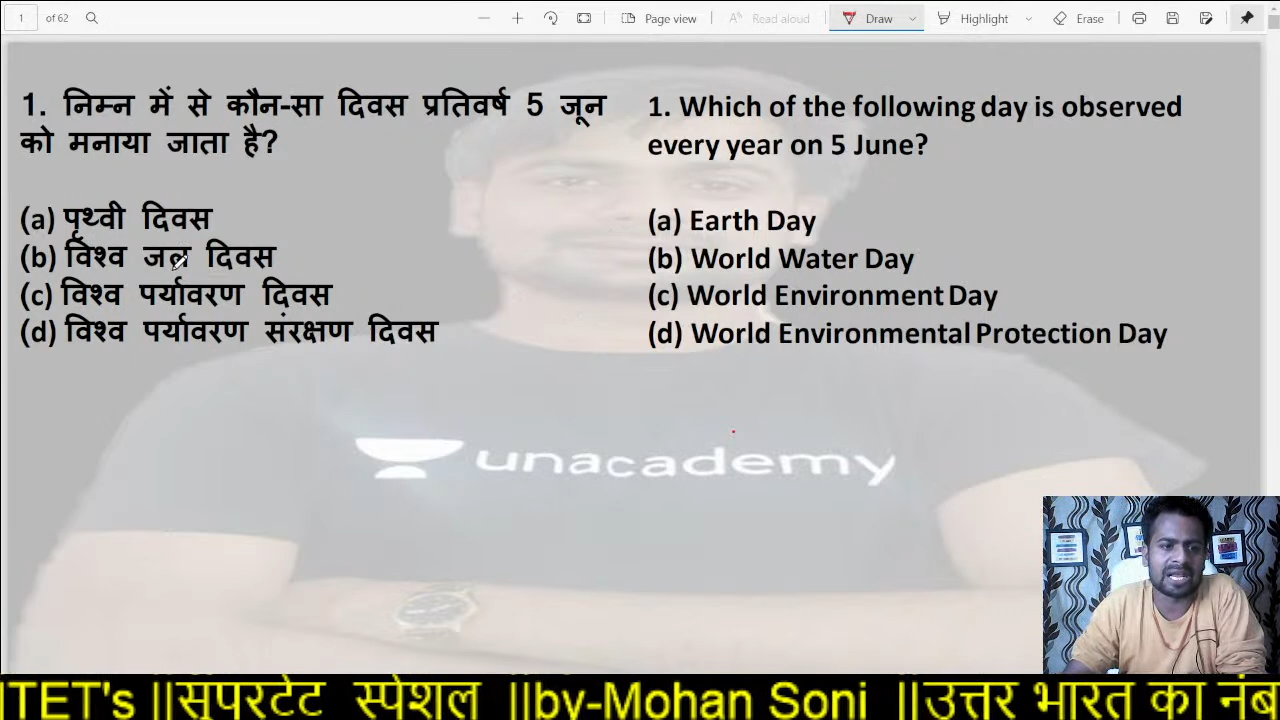 1 of 62 Page view Read aloud Draw Highlight Erase
1. निम्न में से कौन-सा दिवस प्रतिवर्ष 5 जून
को मनाया जाता है?
(a) पृथ्वी दिवस
(b) विश्व जल दिवस
(c) विश्व पर्यावरण दिवस
(d) विश्व पर्यावरण संरक्षण दिवस
1. Which of the following day is observed
every year on 5 June?
(a) Earth Day
(b) World Water Day
(c) World Environment Day
(d) World Environmental Protection Day
unacademy
TET's ||सुपरटेट स्पेशल ||by-Mohan Soni ||उत्तर भारत का नंब